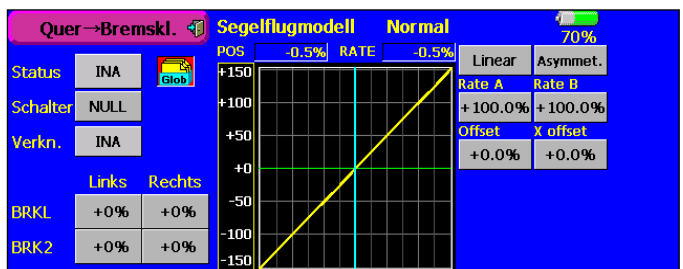 Quer→Bremskl. Segelflugmodell Normal 70%
POS -0.5% RATE -0.5%
Linear Asymmet.
Status INA Glob
Rate A Rate B
Schalter NULL
+100.0% +100.0%
Offset X offset
Verkn. INA
+0.0% +0.0%
Links Rechts
BRKL +0% +0%
BRK2 +0% +0%
+150
+100
+50
+0
-50
-100
-150